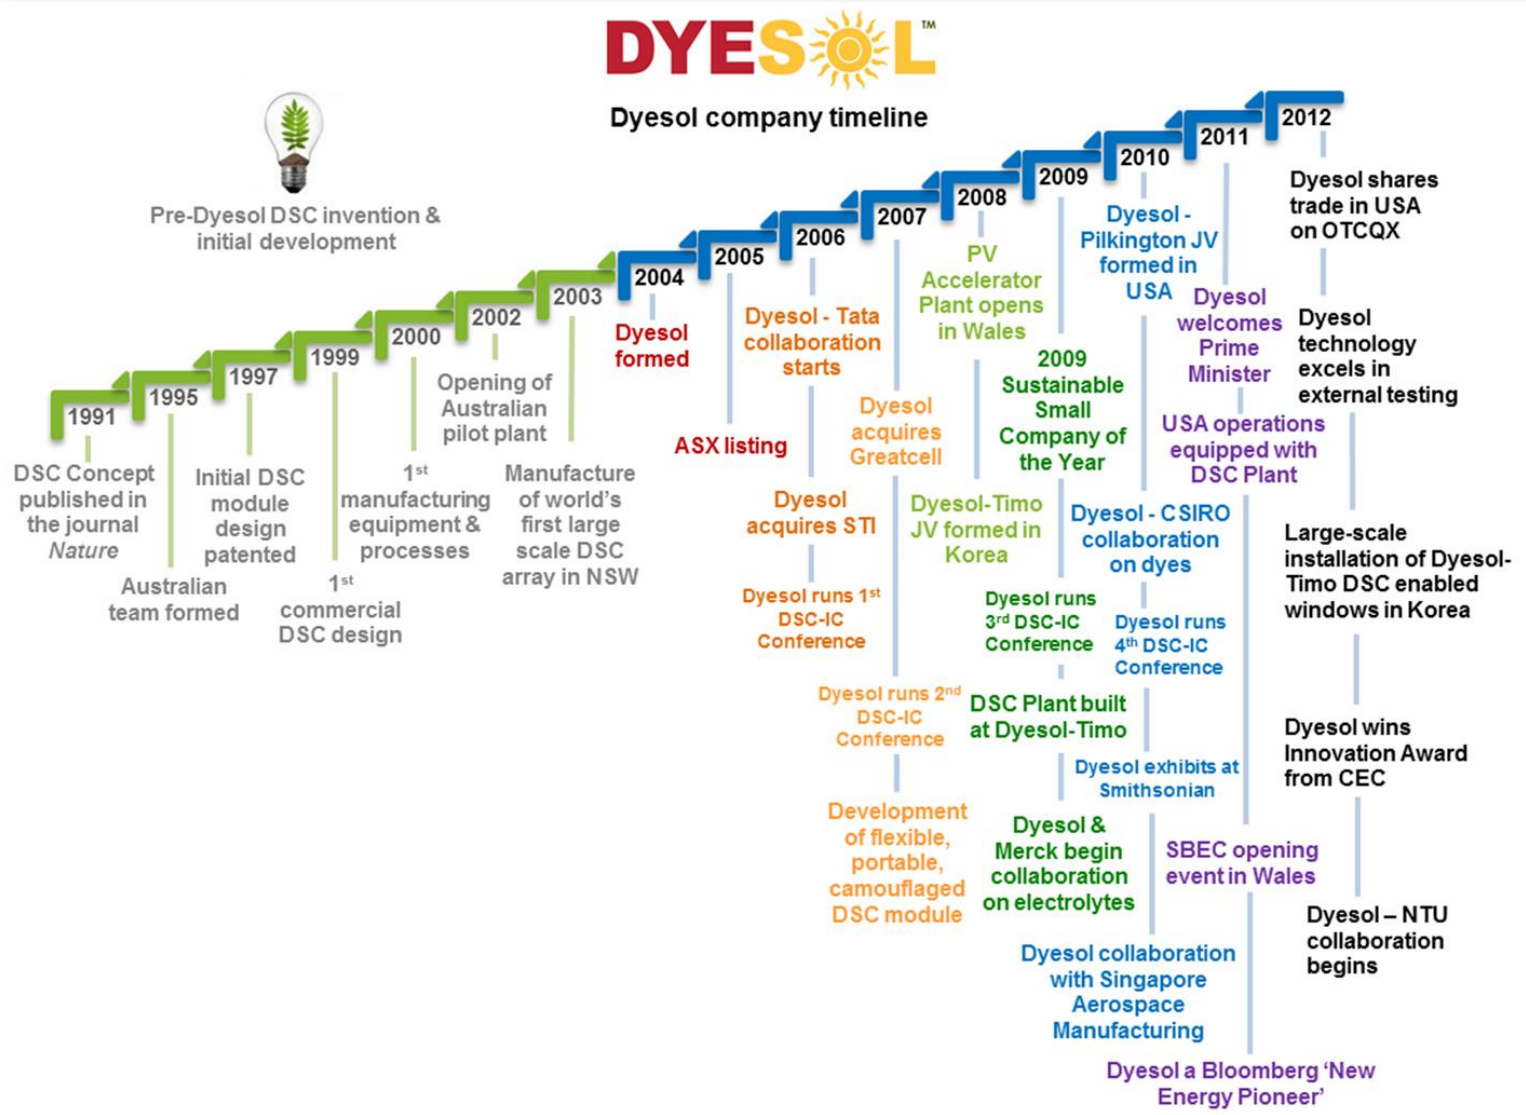 DYESOL™
Dyesol company timeline
Pre-Dyesol DSC invention &
initial development
1991
DSC Concept
published in
the journal
Nature
1995
Australian
team formed
1997
Initial DSC
module
design
patented
1999
1st
commercial
DSC design
2000
1st
manufacturing
equipment &
processes
2002
Opening of
Australian
pilot plant
2003
Manufacture
of world's
first large
scale DSC
array in NSW
2004
Dyesol
formed
2005
ASX listing
2006
Dyesol - Tata
collaboration
starts
Dyesol
acquires STI
Dyesol runs 1st
DSC-IC
Conference
2007
Dyesol
acquires
Greatcell
Dyesol runs 2nd
DSC-IC
Conference
Development
of flexible,
portable,
camouflaged
DSC module
2008
PV
Accelerator
Plant opens
in Wales
Dyesol-Timo
JV formed in
Korea
2009
2009
Sustainable
Small
Company of
the Year
Dyesol runs
3rd DSC-IC
Conference
DSC Plant built
at Dyesol-Timo
Dyesol &
Merck begin
collaboration
on electrolytes
2010
Dyesol -
Pilkington JV
formed in
USA
Dyesol - CSIRO
collaboration
on dyes
Dyesol runs
4th DSC-IC
Conference
Dyesol exhibits at
Smithsonian
Dyesol collaboration
with Singapore
Aerospace
Manufacturing
2011
Dyesol
welcomes
Prime
Minister
USA operations
equipped with
DSC Plant
SBEC opening
event in Wales
Dyesol a Bloomberg ‘New
Energy Pioneer’
2012
Dyesol shares
trade in USA
on OTCQX
Dyesol
technology
excels in
external testing
Large-scale
installation of Dyesol-
Timo DSC enabled
windows in Korea
Dyesol wins
Innovation Award
from CEC
Dyesol – NTU
collaboration
begins